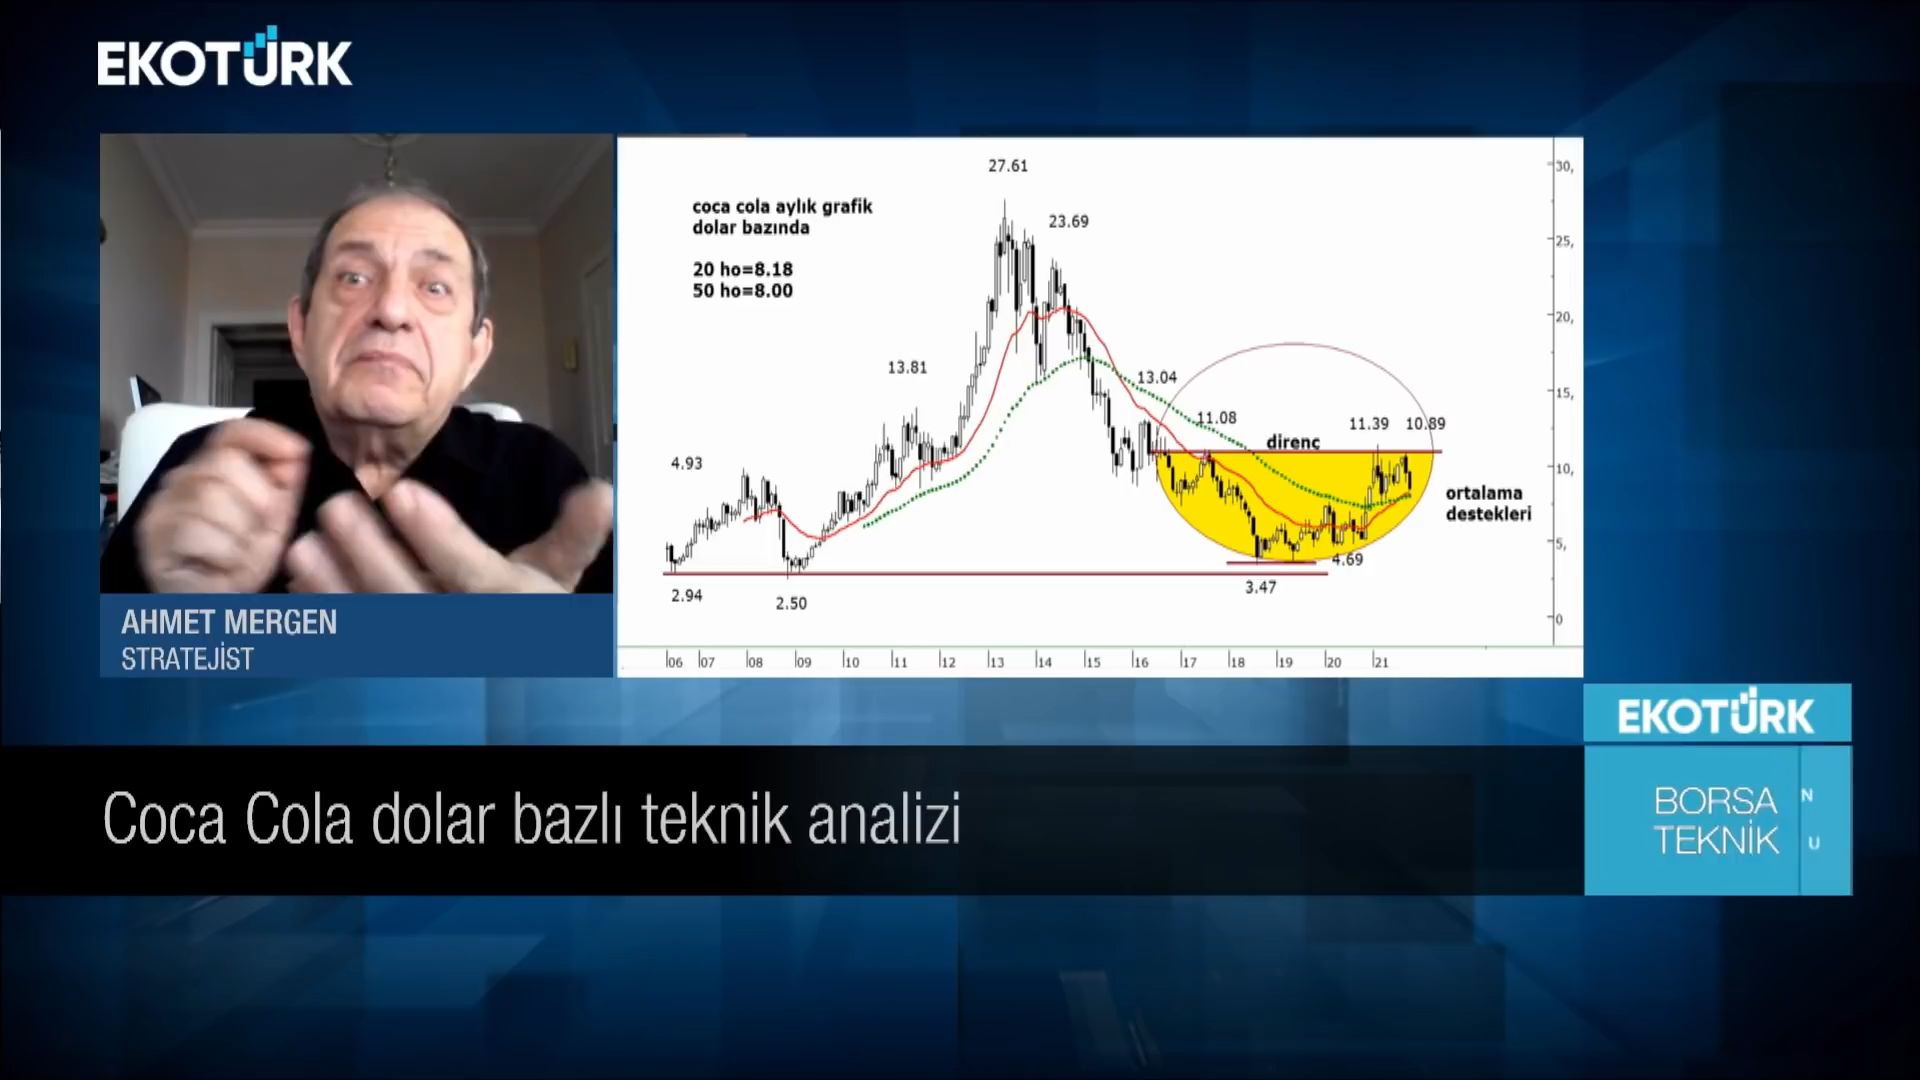 EKOTÜRK
27.61
coca cola aylık grafik
dolar bazında
23.69
20 ho=8.18
50 ho=8.00
13.81
13.04
11.08
11.39
10.89
direnç
4.93
ortalama
destekleri
4.69
3.47
2.94
2.50
30,
25,
20,
15,
10,
5,
0
06 07 08 09 10 11 12 13 14 15 16 17 18 19 20 21
AHMET MERGEN
STRATEJİST
EKOTÜRK
Coca Cola dolar bazlı teknik analizi
BORSA
TEKNİK
N
U